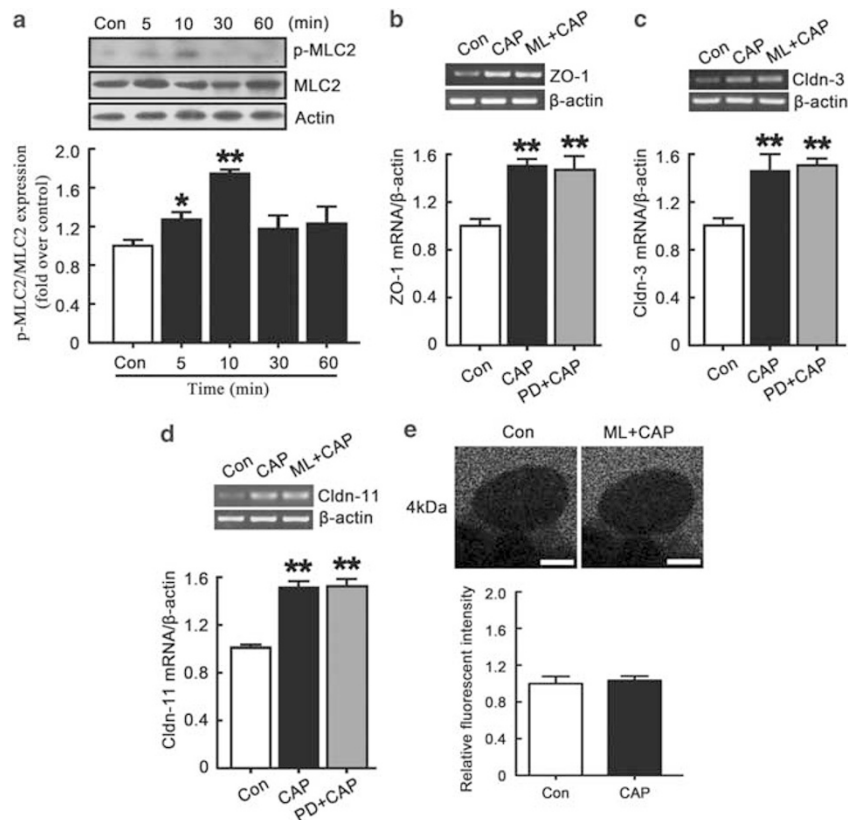 a
Con 5 10 30 60 (min)
p-MLC2
MLC2
Actin
p-MLC2/MLC2 expression
(fold over control)
2.0
1.6
1.2
0.8
0.4
0
*
**
Con 5 10 30 60
Time (min)
b
Con CAP ML+CAP
ZO-1
β-actin
ZO-1 mRNA/β-actin
1.6
1.2
0.8
0.4
0
** **
Con CAP PD+CAP
c
Con CAP ML+CAP
Cldn-3
β-actin
Cldn-3 mRNA/β-actin
1.6
1.2
0.8
0.4
0
** **
Con CAP PD+CAP
d
Con CAP ML+CAP
Cldn-11
β-actin
Cldn-11 mRNA/β-actin
1.6
1.2
0.8
0.4
0
** **
Con CAP PD+CAP
e
Con ML+CAP
4kDa
Relative fluorescent intensity
2.0
1.6
1.2
0.8
0.4
0
Con CAP